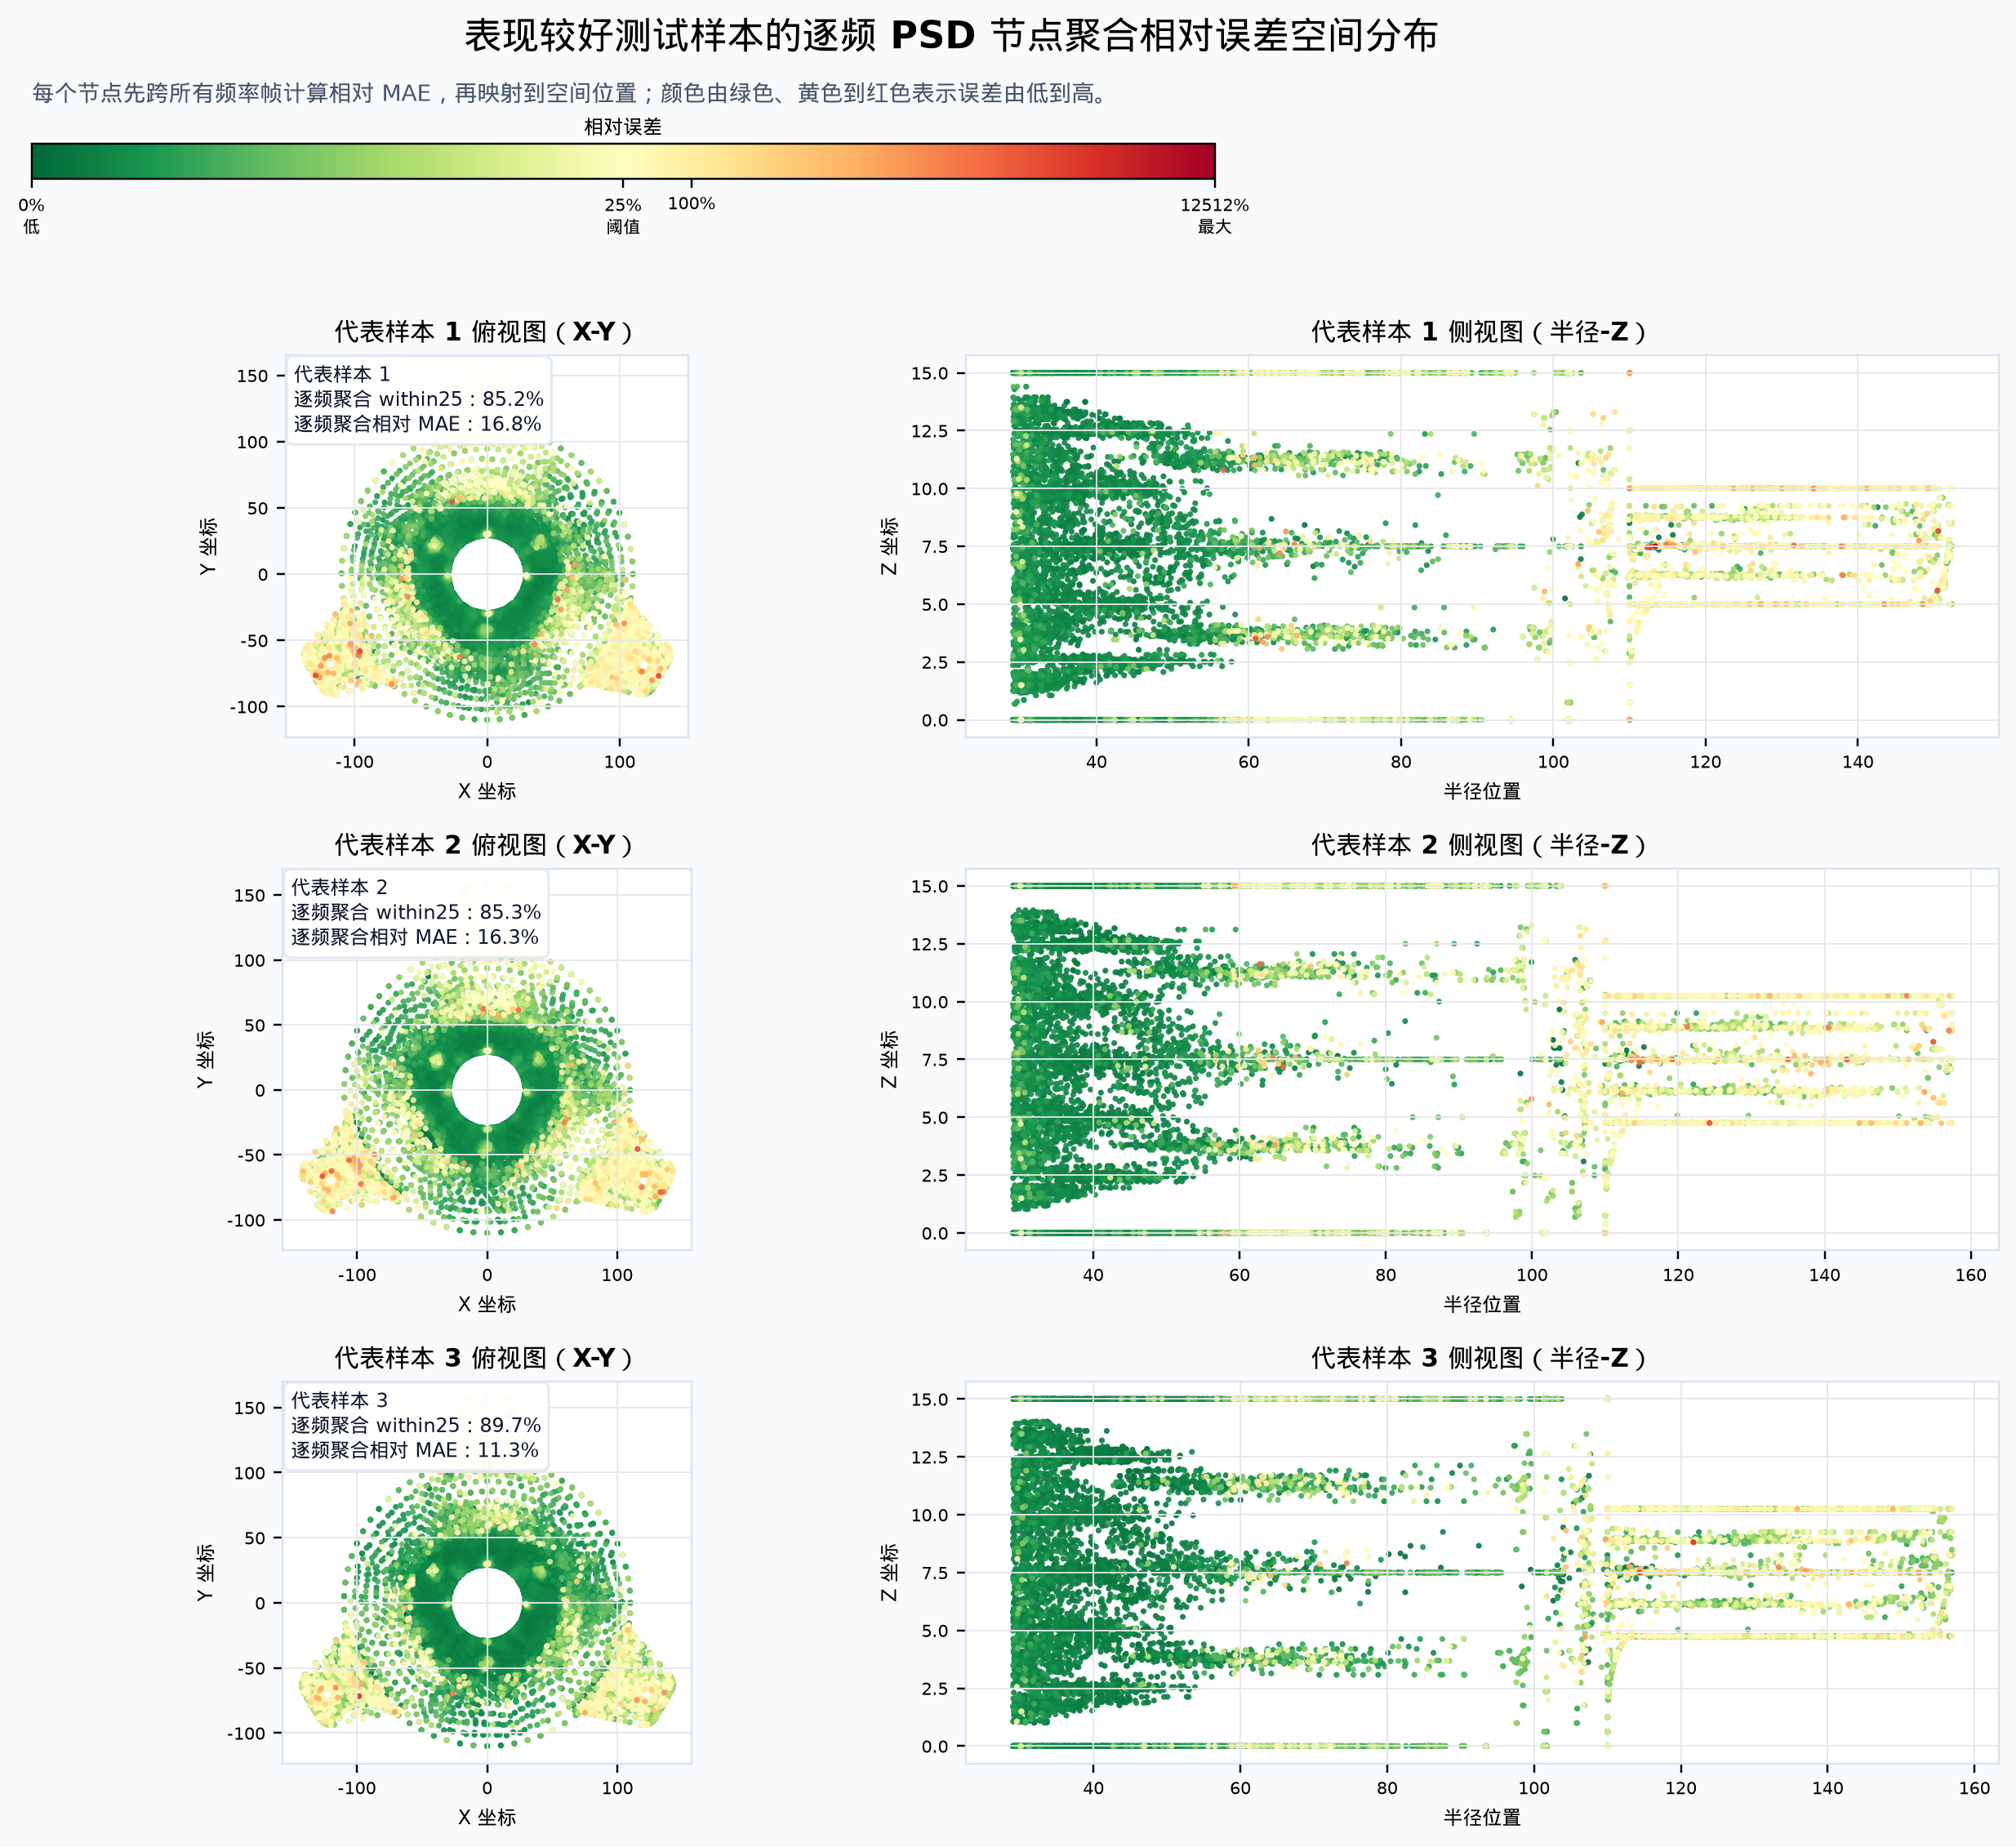 表现较好测试样本的逐频 PSD 节点聚合相对误差空间分布
每个节点先跨所有频率帧计算相对 MAE，再映射到空间位置；颜色由绿色、黄色到红色表示误差由低到高。
相对误差
0% 25% 100% 12512%
低 阈值 最大
代表样本 1 俯视图（X-Y）
代表样本 1
逐频聚合 within25：85.2%
逐频聚合相对 MAE：16.8%
150
100
50
0
-50
-100
Y 坐标
-100 0 100
X 坐标
代表样本 1 侧视图（半径-Z）
15.0
12.5
10.0
7.5
5.0
2.5
0.0
Z 坐标
40 60 80 100 120 140
半径位置
代表样本 2 俯视图（X-Y）
代表样本 2
逐频聚合 within25：85.3%
逐频聚合相对 MAE：16.3%
150
100
50
0
-50
-100
Y 坐标
-100 0 100
X 坐标
代表样本 2 侧视图（半径-Z）
15.0
12.5
10.0
7.5
5.0
2.5
0.0
Z 坐标
40 60 80 100 120 140 160
半径位置
代表样本 3 俯视图（X-Y）
代表样本 3
逐频聚合 within25：89.7%
逐频聚合相对 MAE：11.3%
150
100
50
0
-50
-100
Y 坐标
-100 0 100
X 坐标
代表样本 3 侧视图（半径-Z）
15.0
12.5
10.0
7.5
5.0
2.5
0.0
Z 坐标
40 60 80 100 120 140 160
半径位置